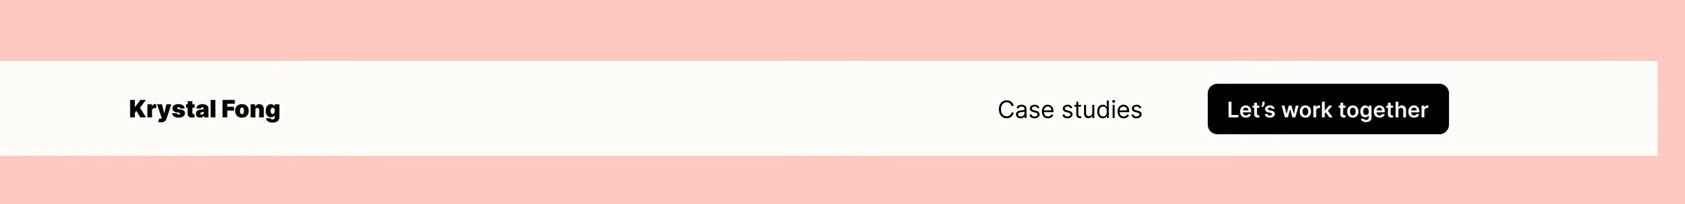 Krystal Fong
Case studies
Let’s work together